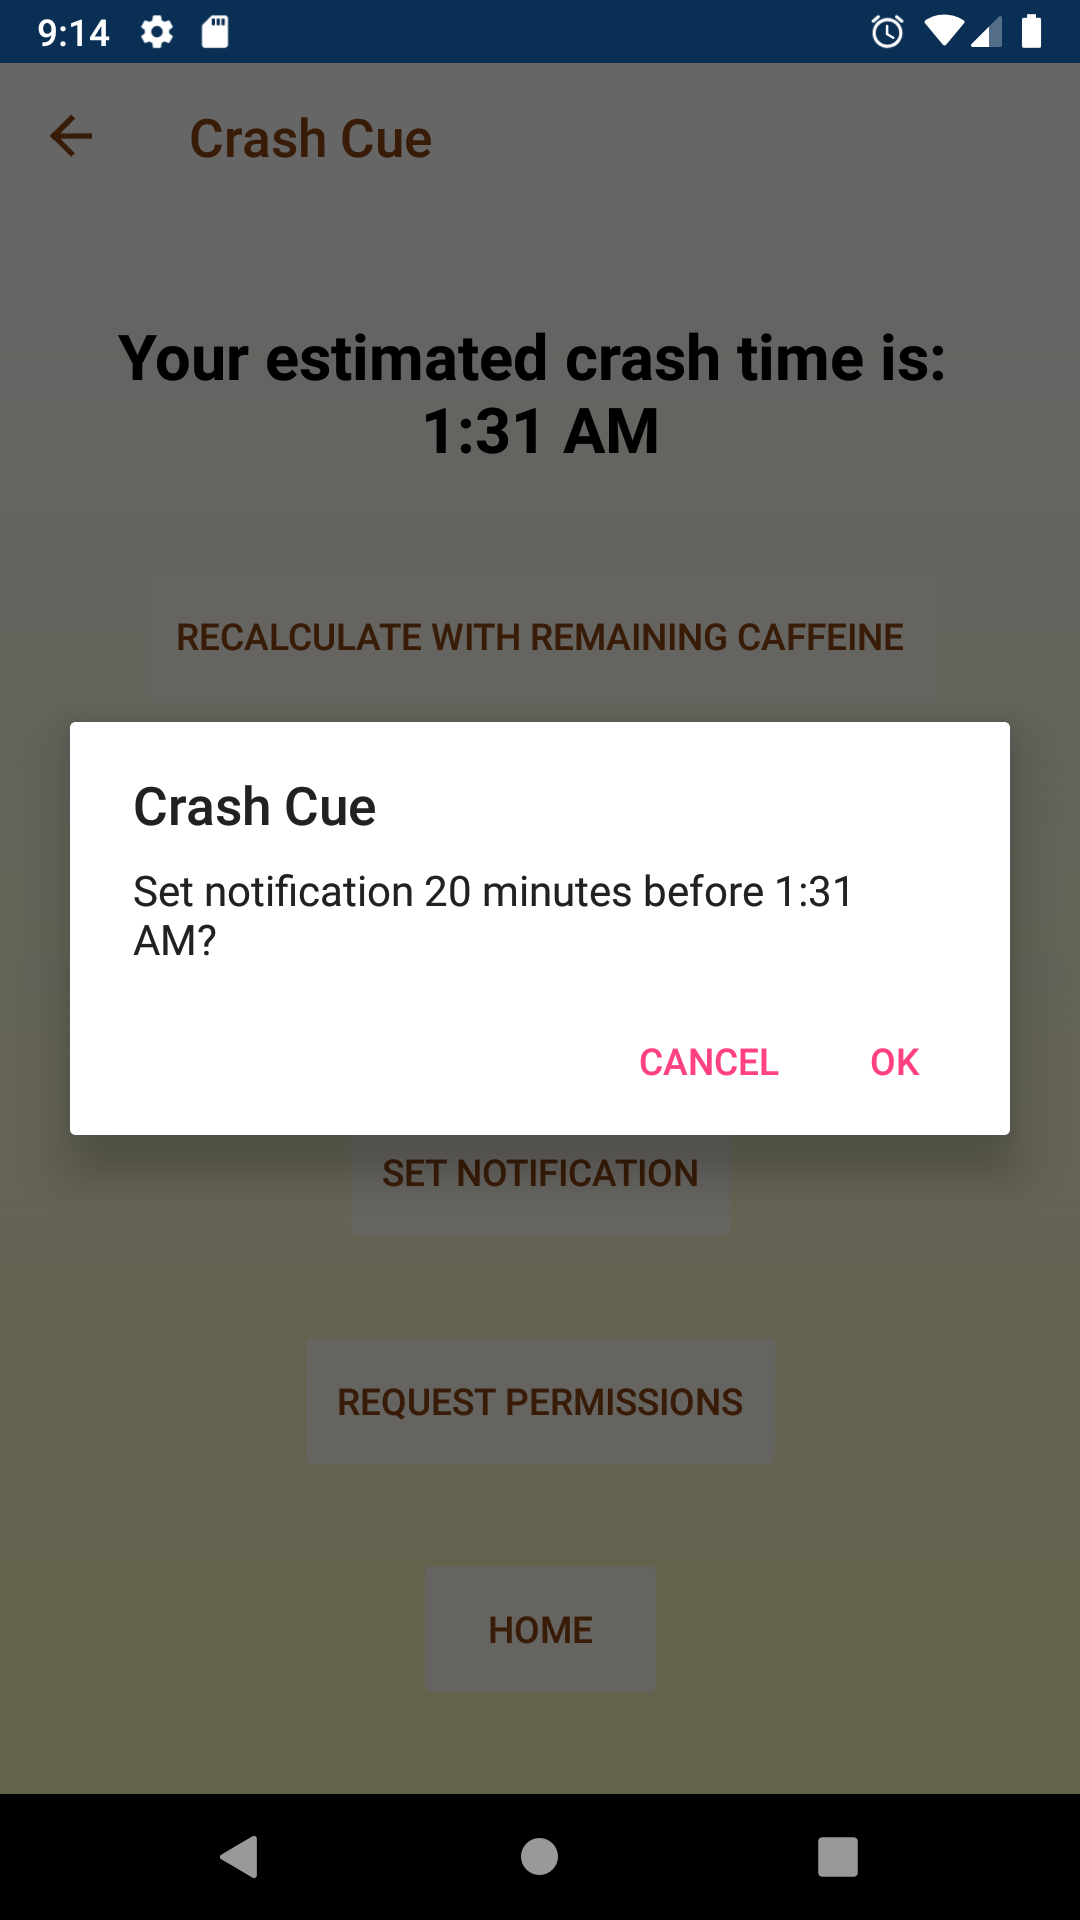 9:14
Crash Cue
Your estimated crash time is:
1:31 AM
RECALCULATE WITH REMAINING CAFFEINE
Crash Cue
Set notification 20 minutes before 1:31
AM?
CANCEL OK
SET NOTIFICATION
REQUEST PERMISSIONS
HOME